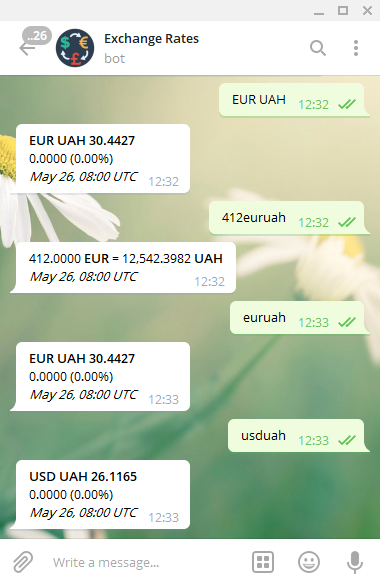 ..26
Exchange Rates
bot
EUR UAH 12:32
EUR UAH 30.4427
0.0000 (0.00%)
May 26, 08:00 UTC 12:32
412euruah 12:32
412.0000 EUR = 12,542.3982 UAH
May 26, 08:00 UTC 12:32
euruah 12:33
EUR UAH 30.4427
0.0000 (0.00%)
May 26, 08:00 UTC 12:33
usduah 12:33
USD UAH 26.1165
0.0000 (0.00%)
May 26, 08:00 UTC 12:33
Write a message...